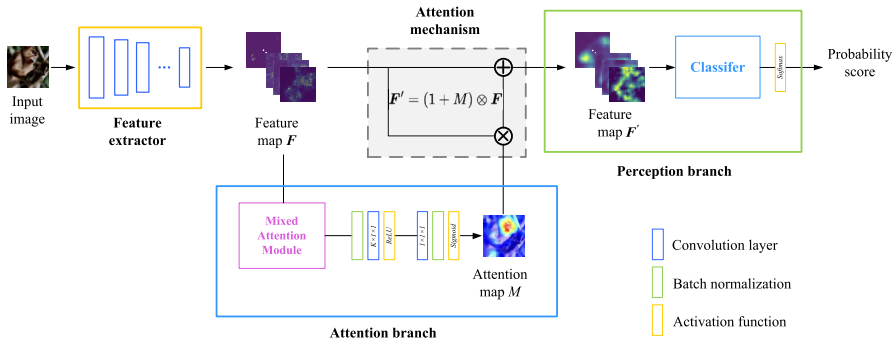 Attention
mechanism
Input
image
Feature
extractor
Feature
map F
F' = (1 + M) ⊗ F
Feature
map F'
Classifer
Softmax
Probability
score
Perception branch
Mixed
Attention
Module
K×1×1
ReLU
1×1×1
Sigmoid
Attention
map M
Attention branch
Convolution layer
Batch normalization
Activation function